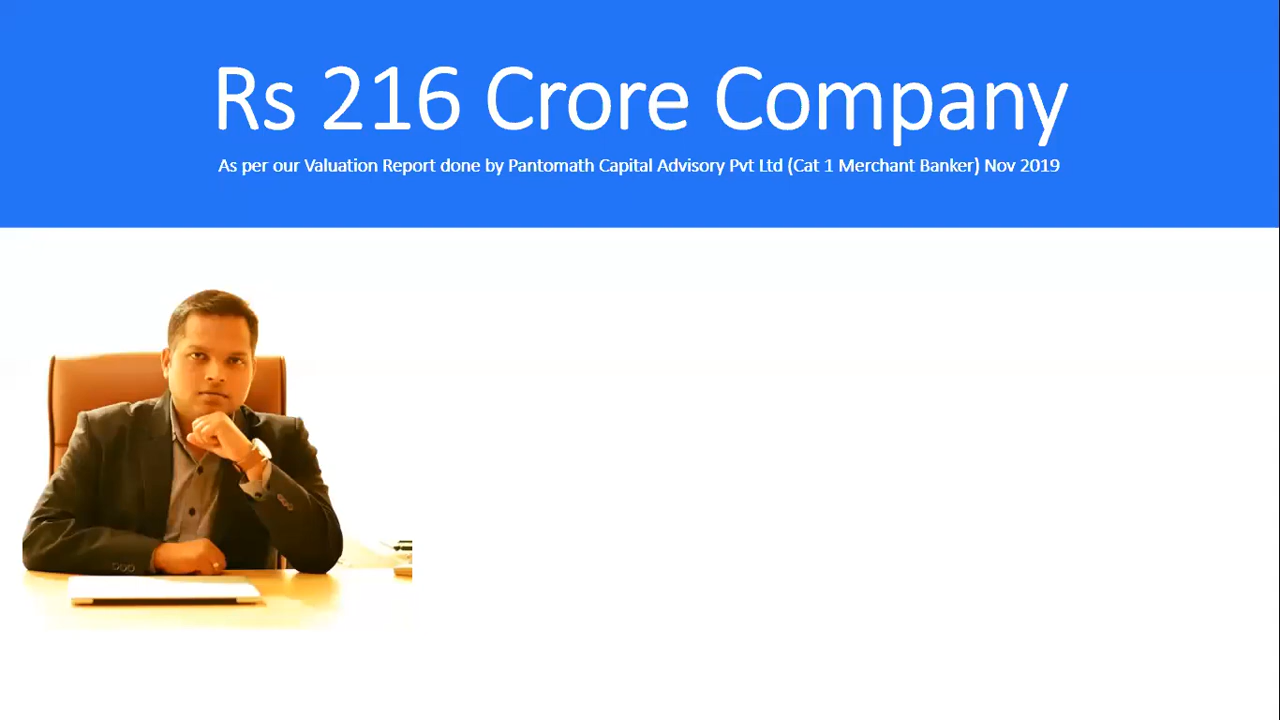 Rs 216 Crore Company
As per our Valuation Report done by Pantomath Capital Advisory Pvt Ltd (Cat 1 Merchant Banker) Nov 2019